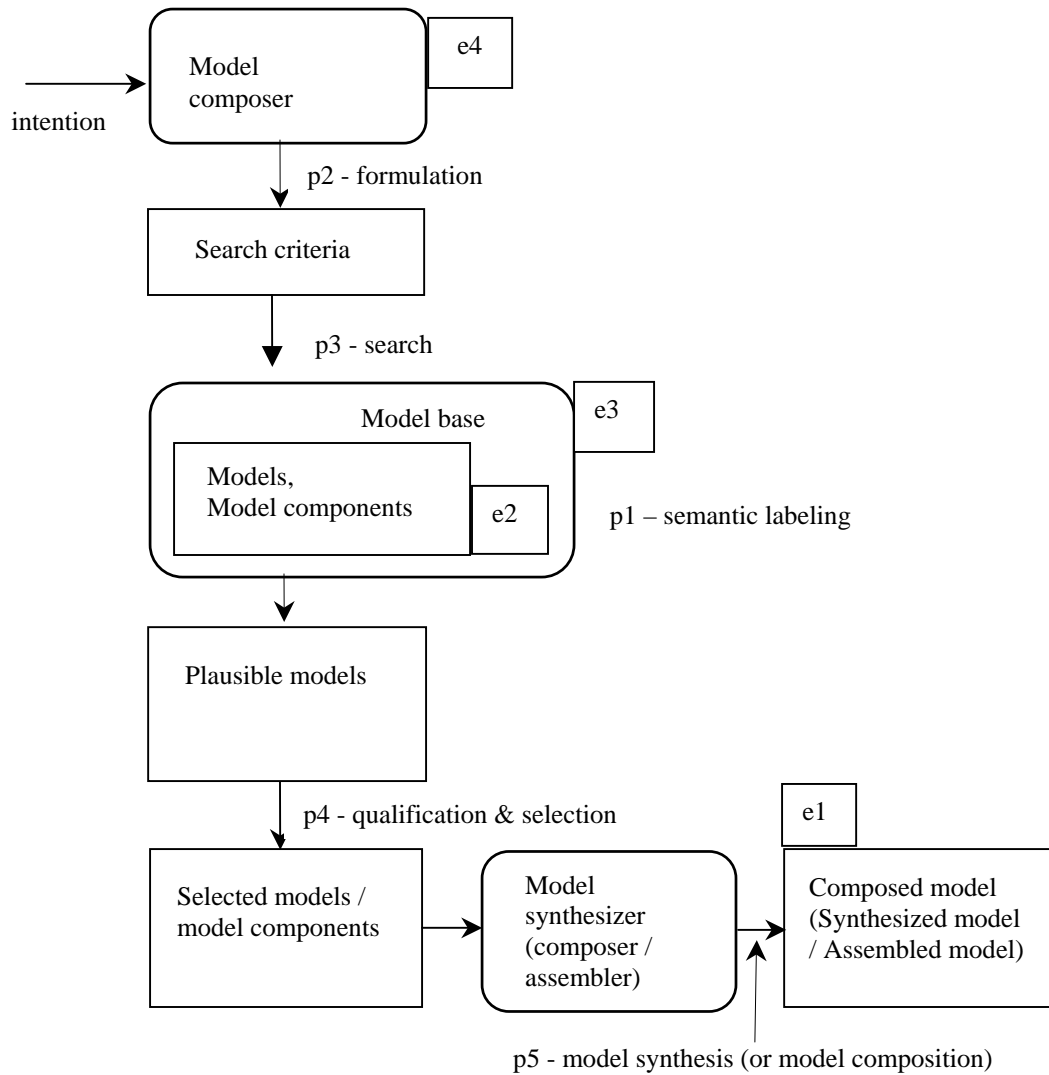 e4
Model
composer
intention
p2 - formulation
Search criteria
p3 - search
e3
Model base
Models,
Model components
e2
p1 – semantic labeling
Plausible models
p4 - qualification & selection
e1
Selected models /
model components
Model
synthesizer
(composer /
assembler)
Composed model
(Synthesized model
/ Assembled model)
p5 - model synthesis (or model composition)